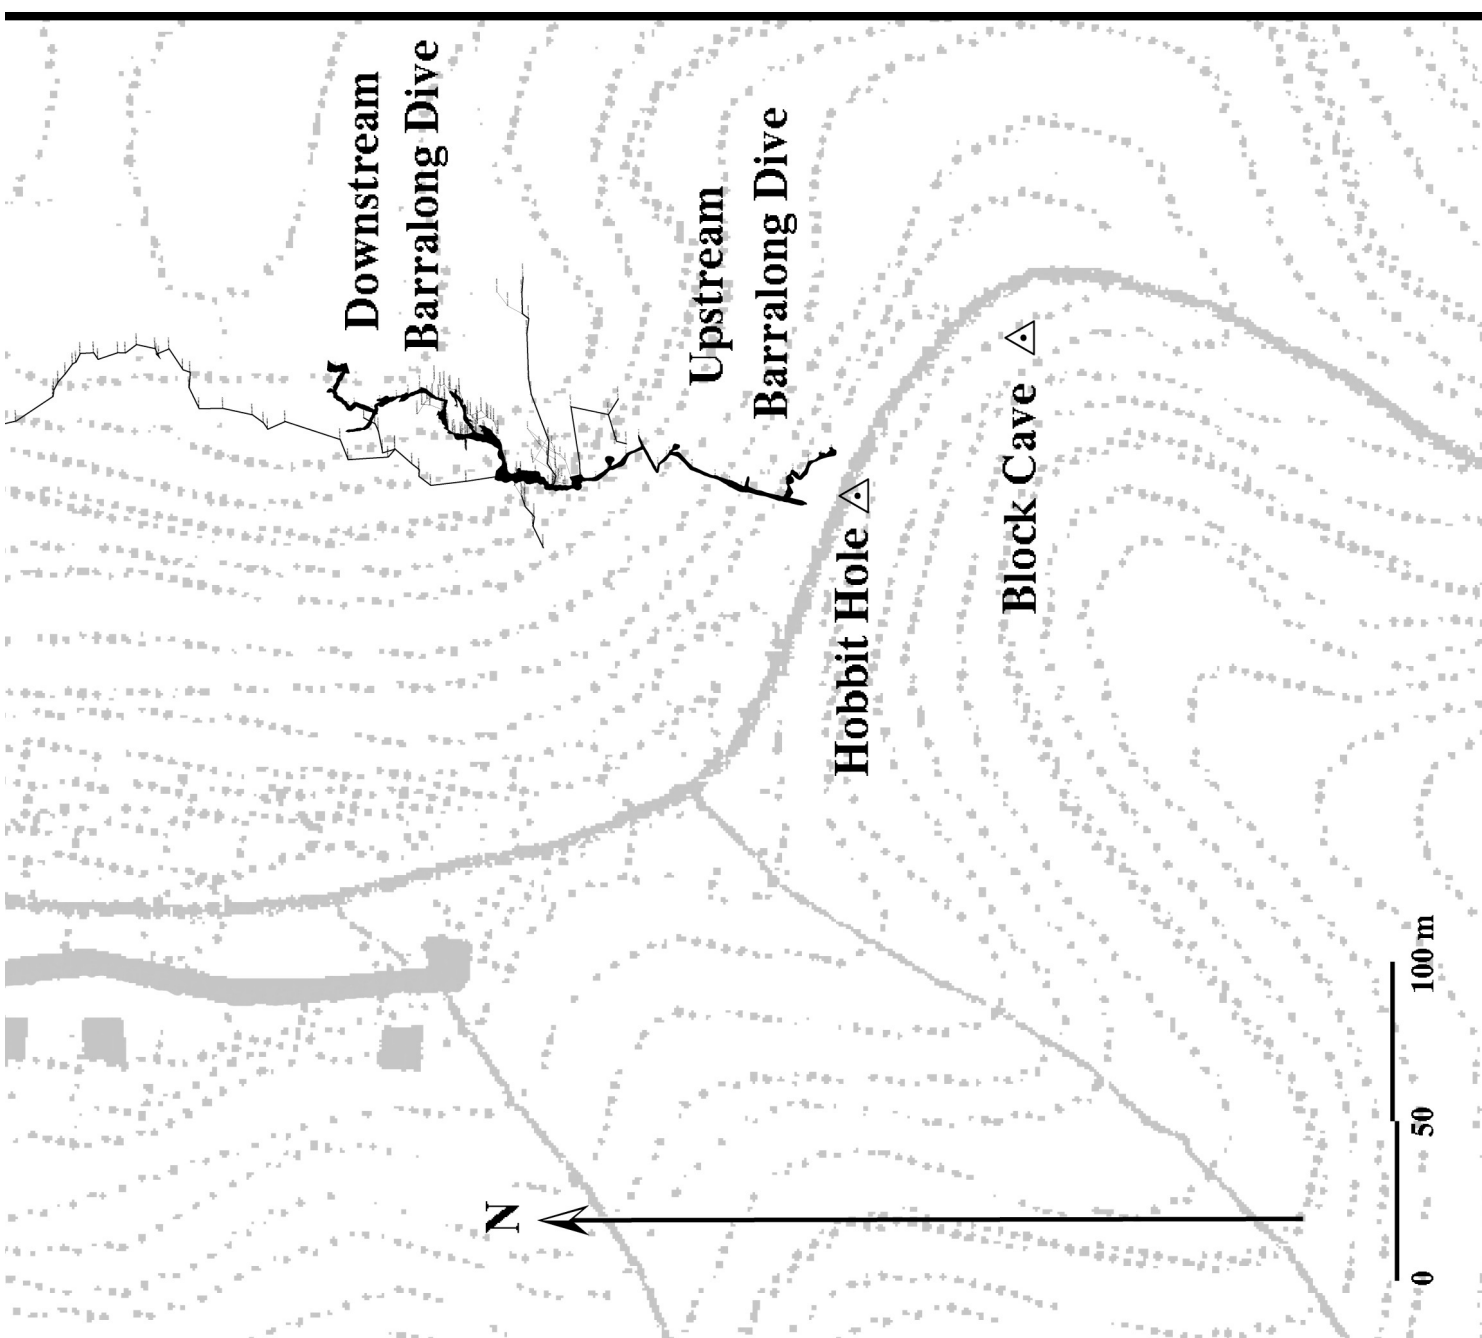 Downstream
Barralong Dive
Upstream
Barralong Dive
Hobbit Hole
Block Cave
N
0 50 100 m